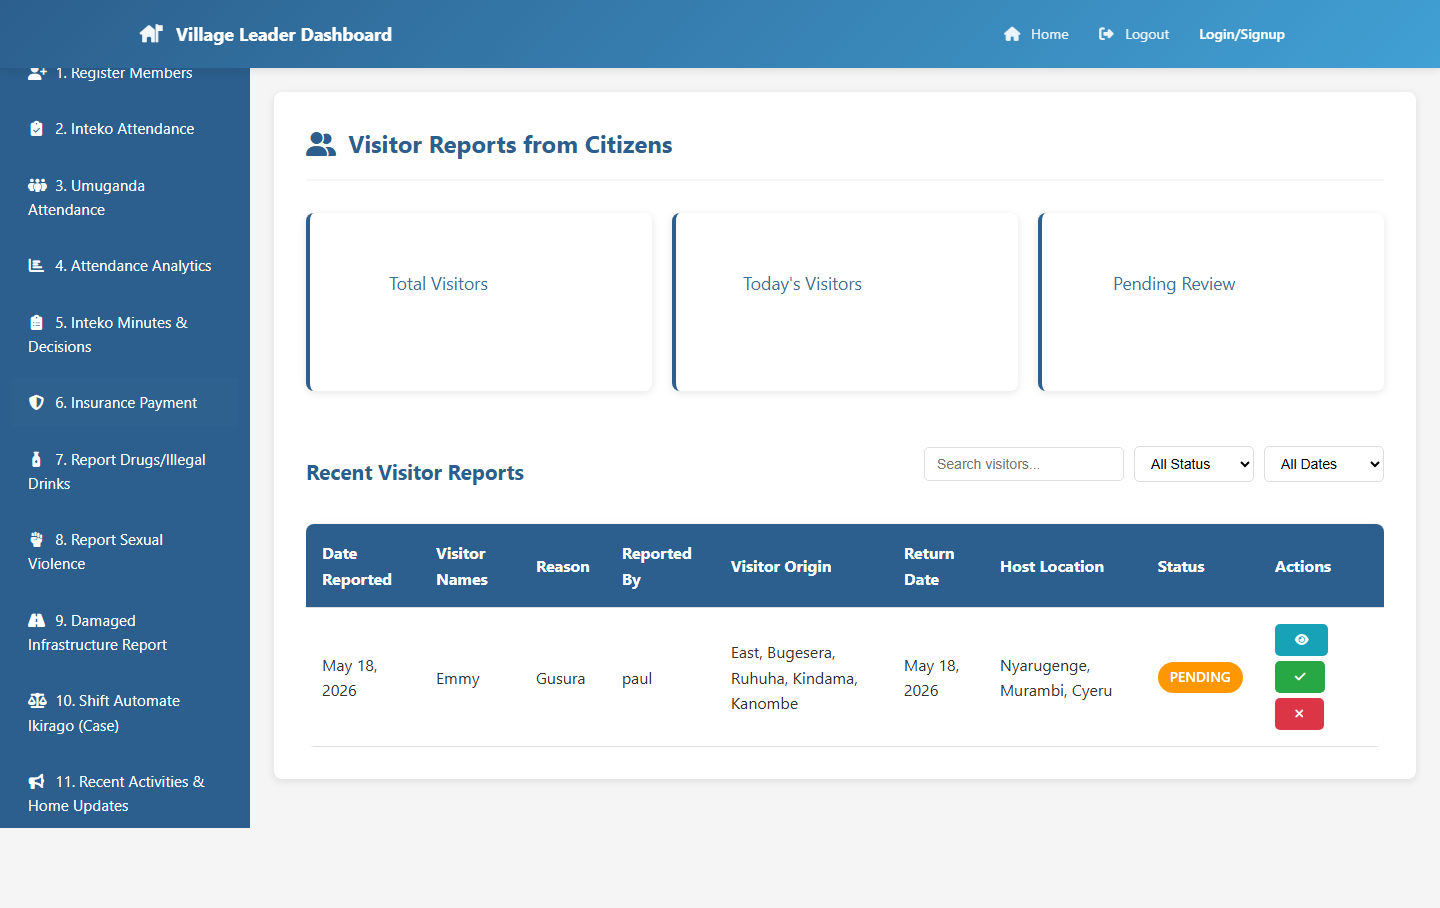 Village Leader Dashboard
Home
Logout
Login/Signup
1. Register Members
2. Inteko Attendance
3. Umuganda
Attendance
4. Attendance Analytics
5. Inteko Minutes &
Decisions
6. Insurance Payment
7. Report Drugs/Illegal
Drinks
8. Report Sexual
Violence
9. Damaged
Infrastructure Report
10. Shift Automate
Ikirago (Case)
11. Recent Activities &
Home Updates
Visitor Reports from Citizens
Total Visitors
Today's Visitors
Pending Review
Recent Visitor Reports
Search visitors...
All Status
All Dates
Date
Reported
Visitor
Names
Reason
Reported
By
Visitor Origin
Return
Date
Host Location
Status
Actions
May 18,
2026
Emmy
Gusura
paul
East, Bugesera,
Ruhuha, Kindama,
Kanombe
May 18,
2026
Nyarugenge,
Murambi, Cyeru
PENDING